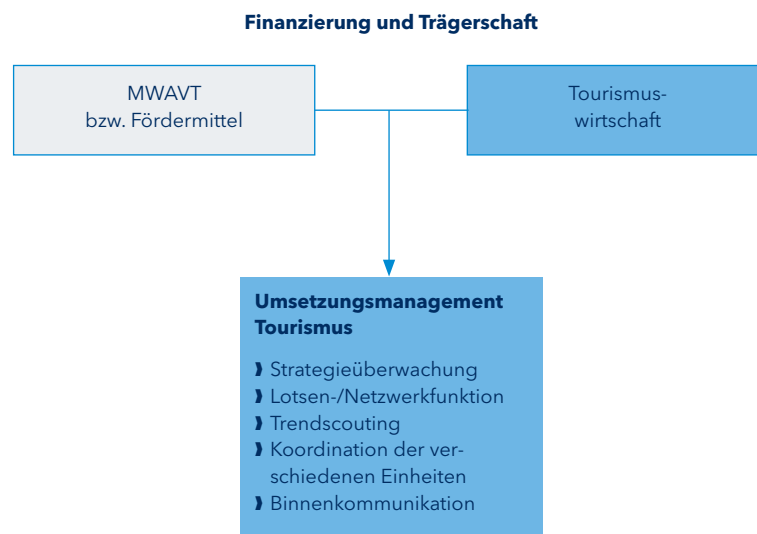 Finanzierung und Trägerschaft
MWAVT
bzw. Fördermittel
Tourismus-
wirtschaft
Umsetzungsmanagement
Tourismus
❱ Strategieüberwachung
❱ Lotsen-/Netzwerkfunktion
❱ Trendscouting
❱ Koordination der ver-
schiedenen Einheiten
❱ Binnenkommunikation